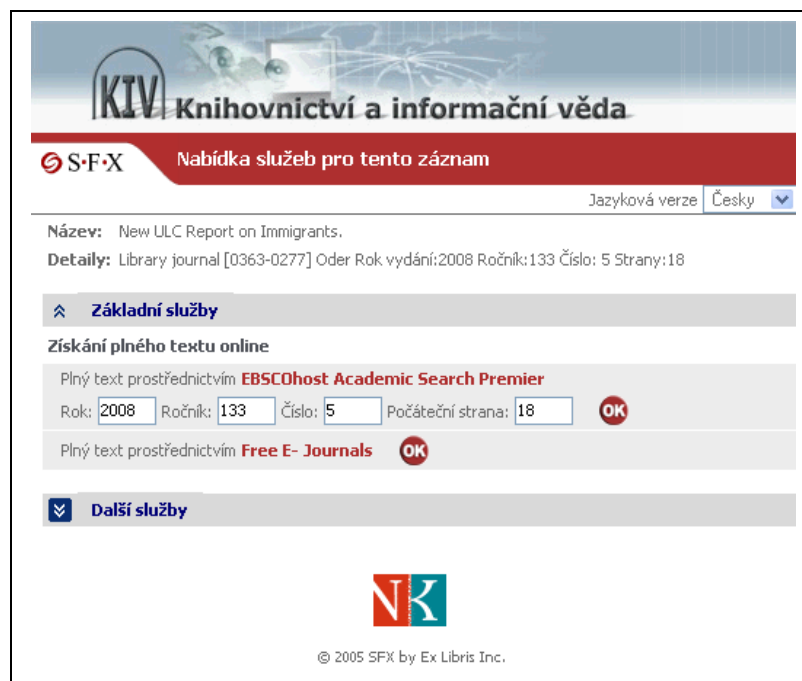 KIV Knihovnictví a informační věda
S·F·X Nabídka služeb pro tento záznam
Jazyková verze Česky
Název: New ULC Report on Immigrants.
Detaily: Library journal [0363-0277] Oder Rok vydání:2008 Ročník:133 Číslo: 5 Strany:18
Základní služby
Získání plného textu online
Plný text prostřednictvím EBSCOhost Academic Search Premier
Rok: 2008 Ročník: 133 Číslo: 5 Počáteční strana: 18 OK
Plný text prostřednictvím Free E- Journals OK
Další služby
NK
© 2005 SFX by Ex Libris Inc.